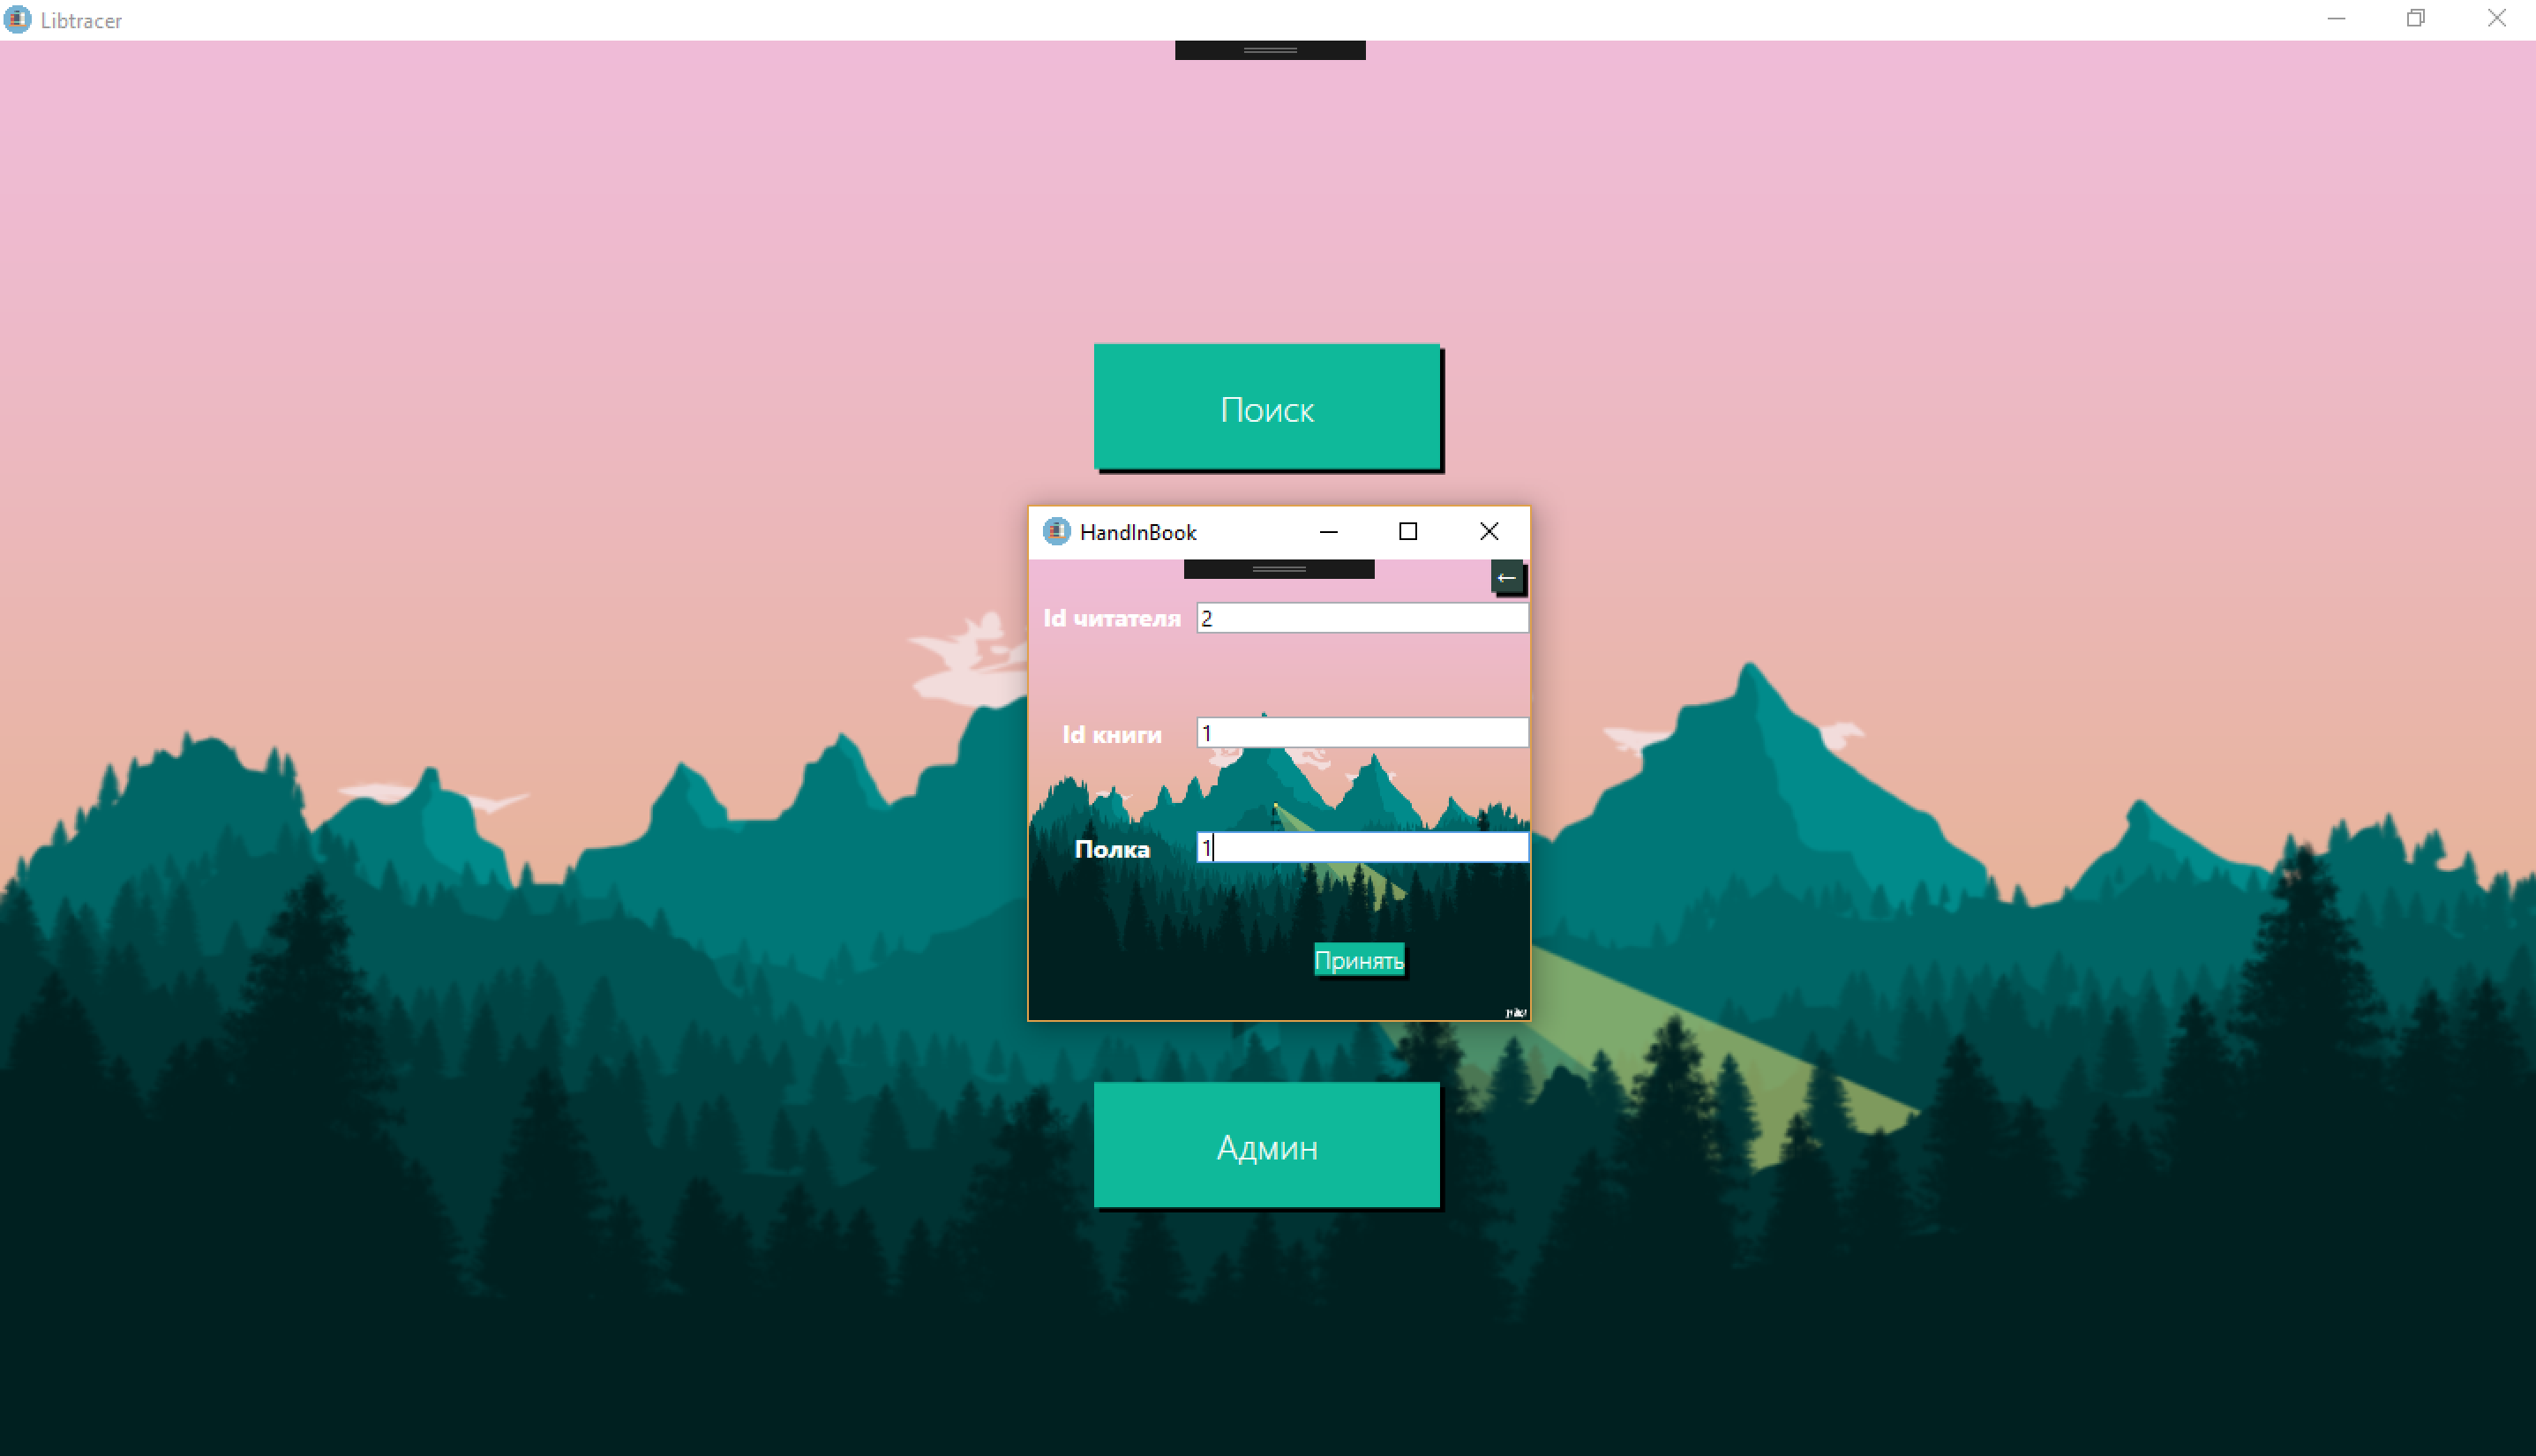 Libtracer
Поиск
HandInBook
←
Id читателя 2
Id книги 1
Полка 1
Принять
Админ